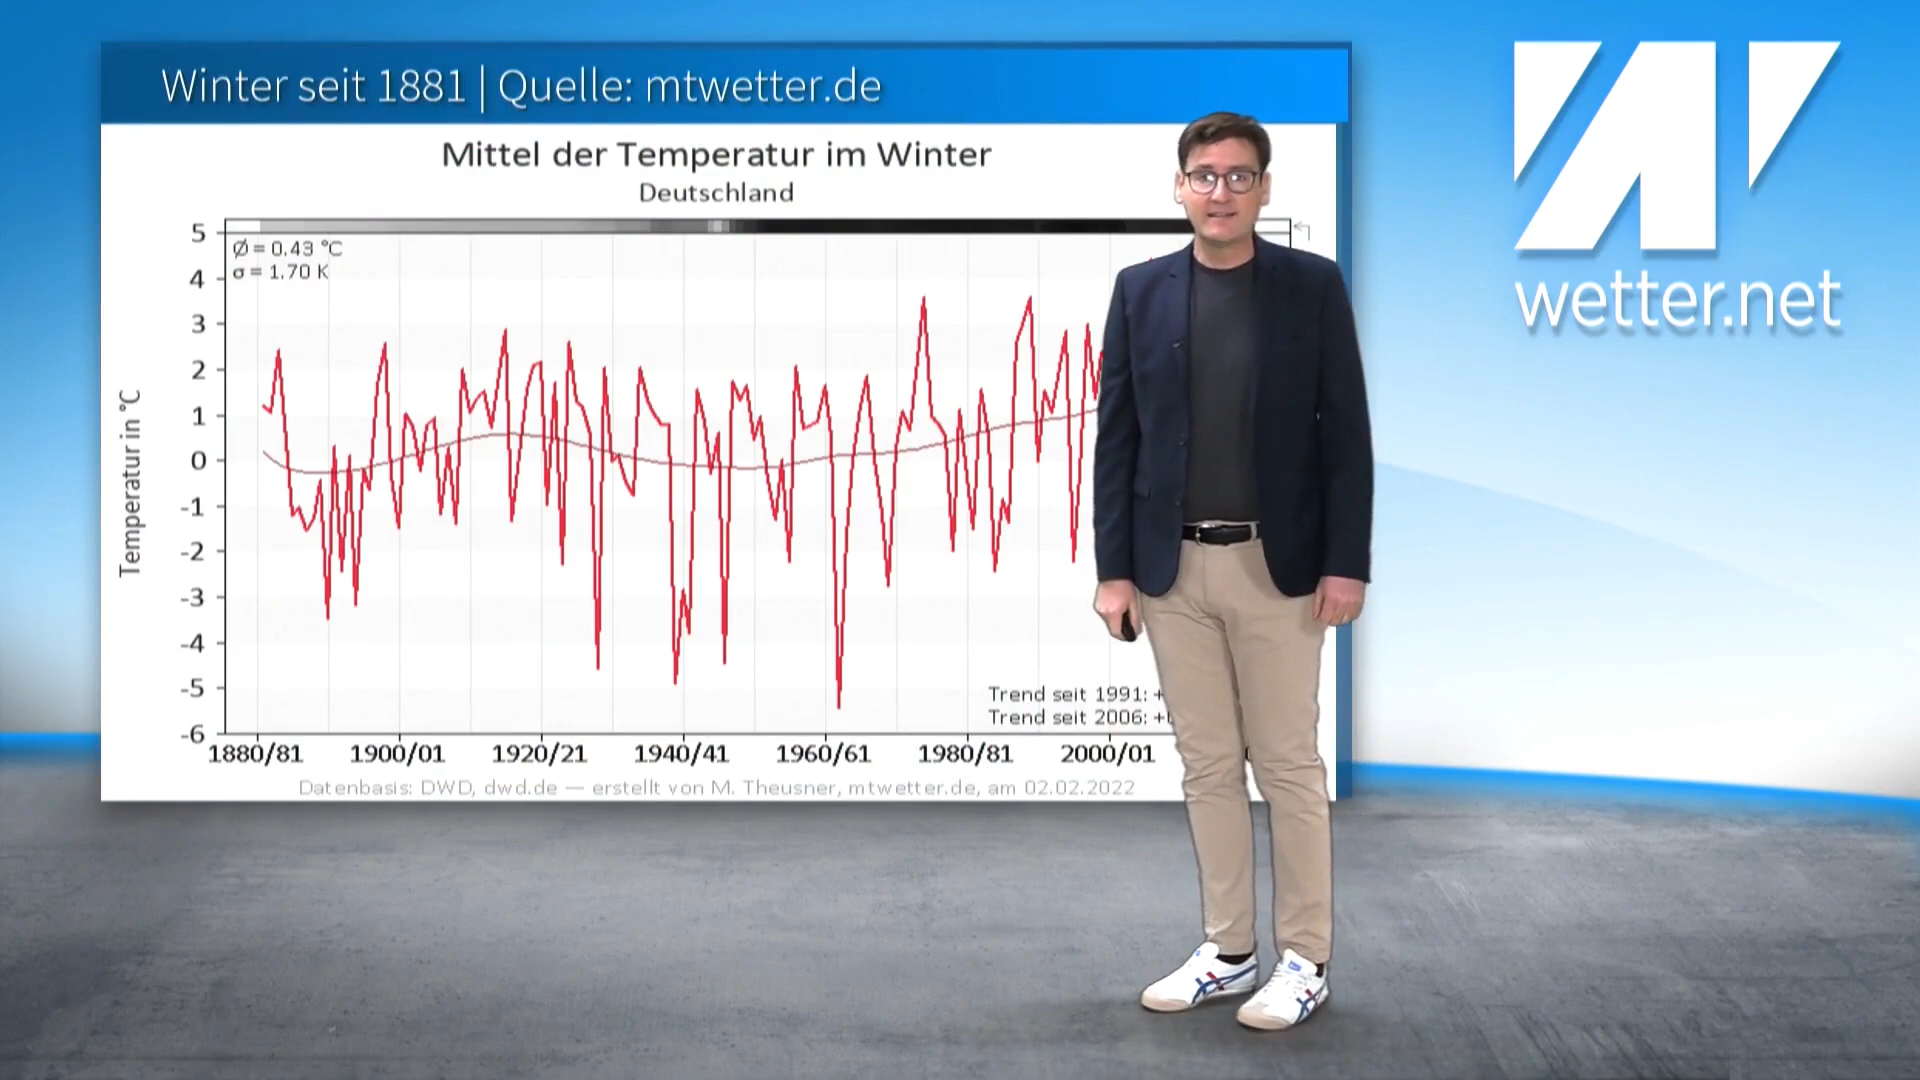 Winter seit 1881 | Quelle: mtwetter.de
wetter.net
Mittel der Temperatur im Winter
Deutschland
Ø = 0.43 °C
σ = 1.70 K
Temperatur in °C
5
4
3
2
1
0
-1
-2
-3
-4
-5
-6
Trend seit 1991: +
Trend seit 2006: +
1880/81 1900/01 1920/21 1940/41 1960/61 1980/81 2000/01
Datenbasis: DWD, dwd.de — erstellt von M. Theusner, mtwetter.de, am 02.02.2022